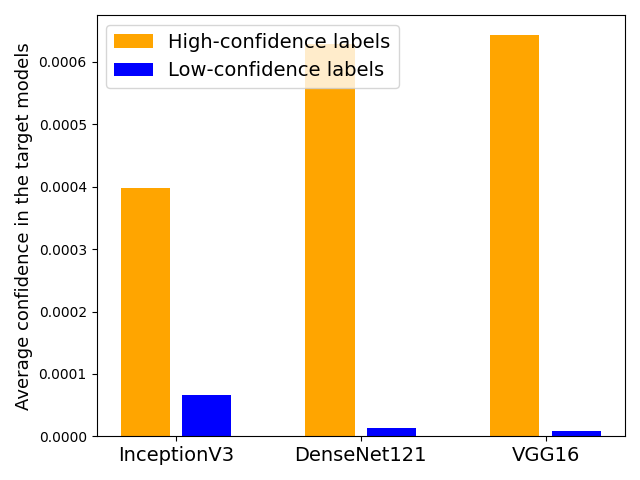 High-confidence labels
Low-confidence labels
Average confidence in the target models
0.0006
0.0005
0.0004
0.0003
0.0002
0.0001
0.0000
InceptionV3
DenseNet121
VGG16